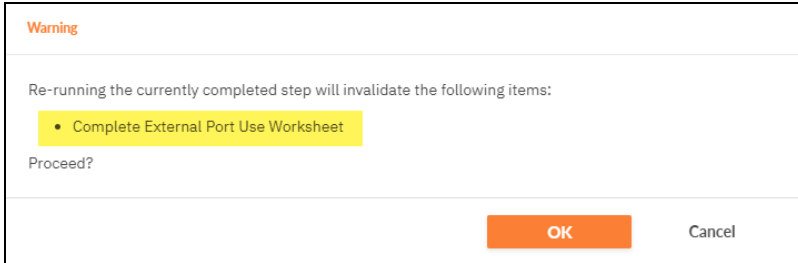 Warning
Re-running the currently completed step will invalidate the following items:
• Complete External Port Use Worksheet
Proceed?
OK Cancel